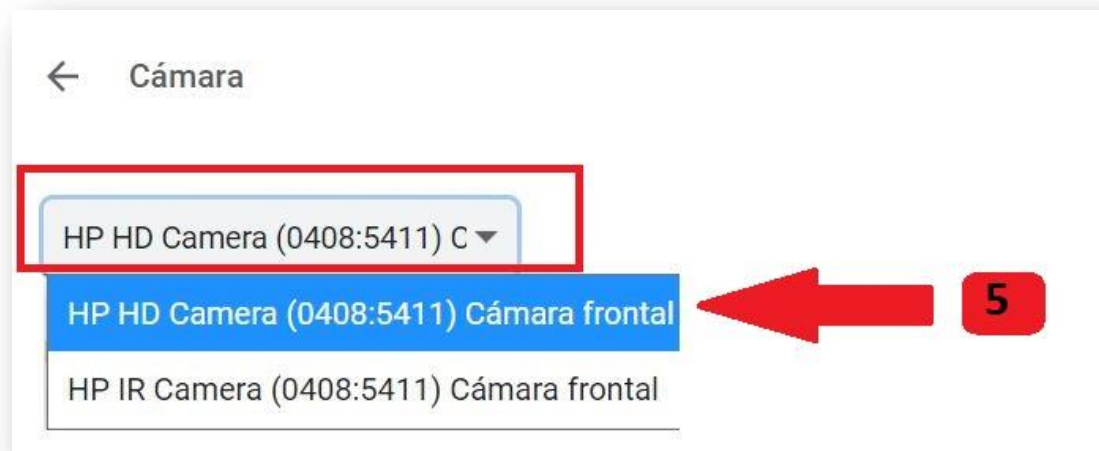 Cámara
HP HD Camera (0408:5411) C
HP HD Camera (0408:5411) Cámara frontal
5
HP IR Camera (0408:5411) Cámara frontal